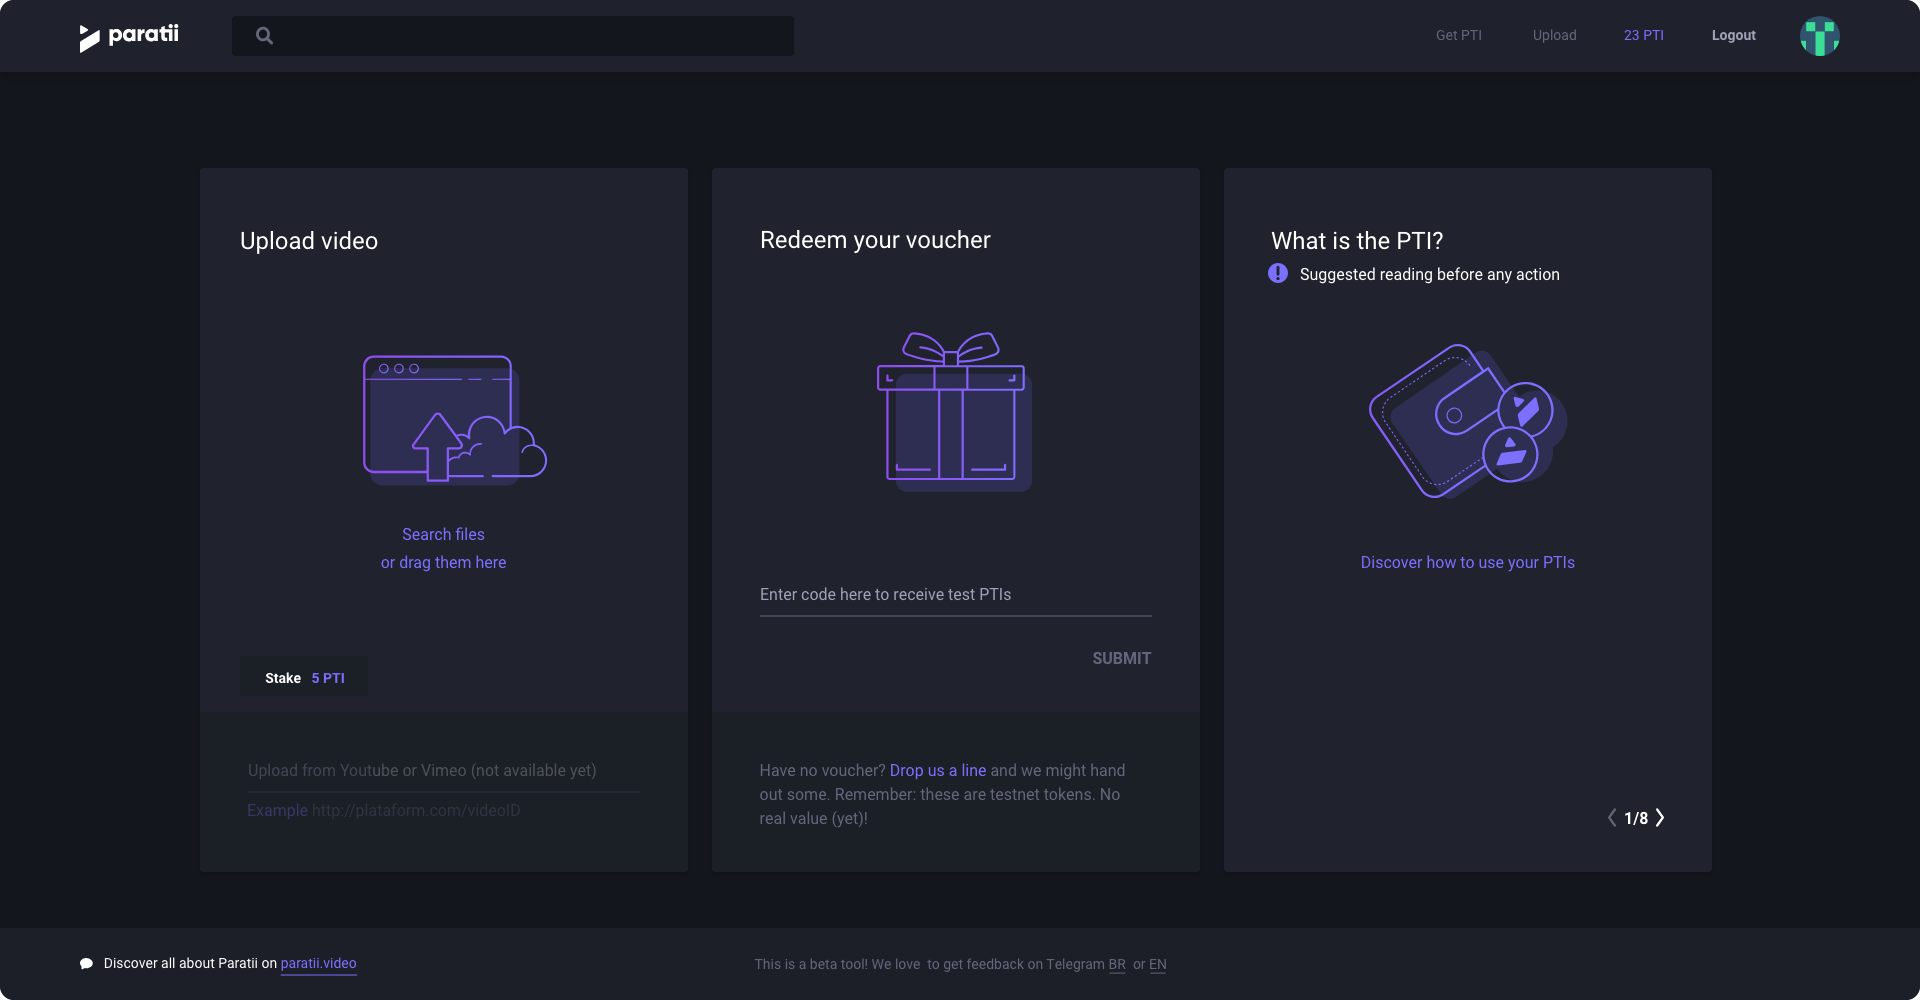 paratii
Get PTI
Upload
23 PTI
Logout
Upload video
Search files
or drag them here
Stake 5 PTI
Upload from Youtube or Vimeo (not available yet)
Example http://plataform.com/videoID
Redeem your voucher
Enter code here to receive test PTIs
SUBMIT
Have no voucher? Drop us a line and we might hand
out some. Remember: these are testnet tokens. No
real value (yet)!
What is the PTI?
Suggested reading before any action
Discover how to use your PTIs
1/8
Discover all about Paratii on paratii.video
This is a beta tool! We love to get feedback on Telegram BR or EN